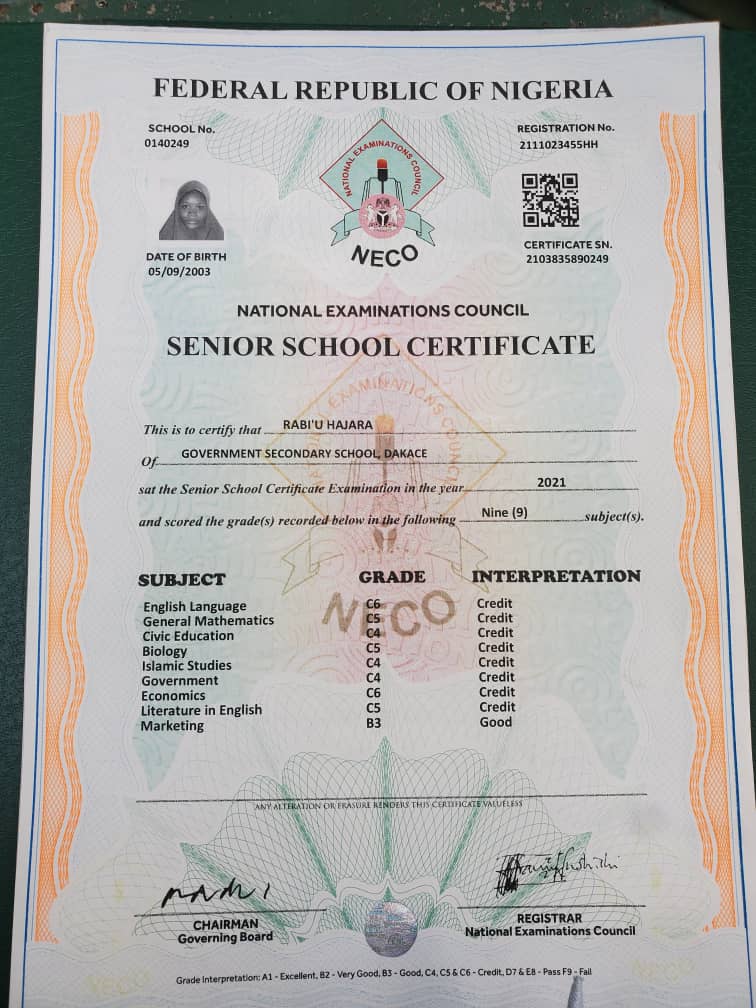 FEDERAL REPUBLIC OF NIGERIA
SCHOOL No.
0140249
REGISTRATION No.
2111023455HH
NATIONAL EXAMINATIONS COUNCIL
NECO
DATE OF BIRTH
05/09/2003
CERTIFICATE SN.
2103835890249
NATIONAL EXAMINATIONS COUNCIL
SENIOR SCHOOL CERTIFICATE
This is to certify that RABI'U HAJARA
Of GOVERNMENT SECONDARY SCHOOL, DAKACE
sat the Senior School Certificate Examination in the year 2021
and scored the grade(s) recorded below in the following Nine (9) subject(s).
SUBJECT GRADE INTERPRETATION
English Language C6 Credit
General Mathematics C5 Credit
Civic Education C4 Credit
Biology C5 Credit
Islamic Studies C4 Credit
Government C4 Credit
Economics C6 Credit
Literature in English C5 Credit
Marketing B3 Good
NECO
ANY ALTERATION OR ERASURE RENDERS THIS CERTIFICATE VALUELESS
CHAIRMAN
Governing Board
REGISTRAR
National Examinations Council
Grade Interpretation: A1 - Excellent, B2 - Very Good, B3 - Good, C4, C5 & C6 - Credit, D7 & E8 - Pass F9 - Fail